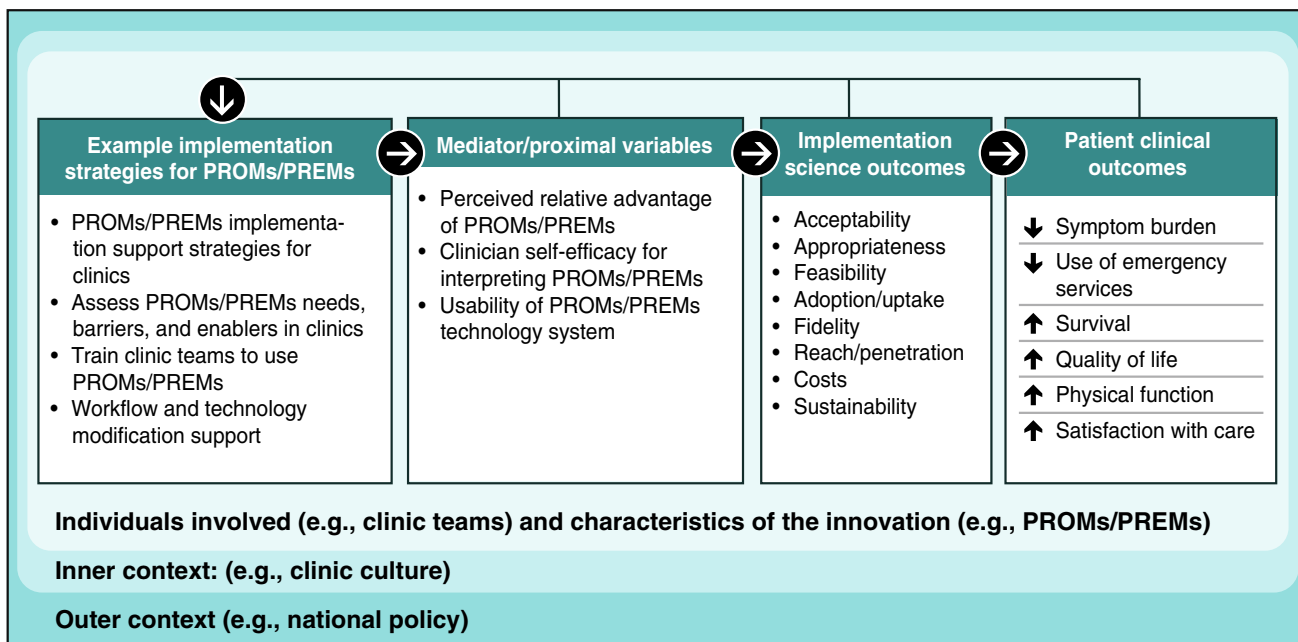 Example implementation
strategies for PROMs/PREMs
• PROMs/PREMs implementa-
tion support strategies for
clinics
• Assess PROMs/PREMs needs,
barriers, and enablers in clinics
• Train clinic teams to use
PROMs/PREMs
• Workflow and technology
modification support
Mediator/proximal variables
• Perceived relative advantage
of PROMs/PREMs
• Clinician self-efficacy for
interpreting PROMs/PREMs
• Usability of PROMs/PREMs
technology system
Implementation
science outcomes
• Acceptability
• Appropriateness
• Feasibility
• Adoption/uptake
• Fidelity
• Reach/penetration
• Costs
• Sustainability
Patient clinical
outcomes
Symptom burden
Use of emergency
services
Survival
Quality of life
Physical function
Satisfaction with care
Individuals involved (e.g., clinic teams) and characteristics of the innovation (e.g., PROMs/PREMs)
Inner context: (e.g., clinic culture)
Outer context (e.g., national policy)